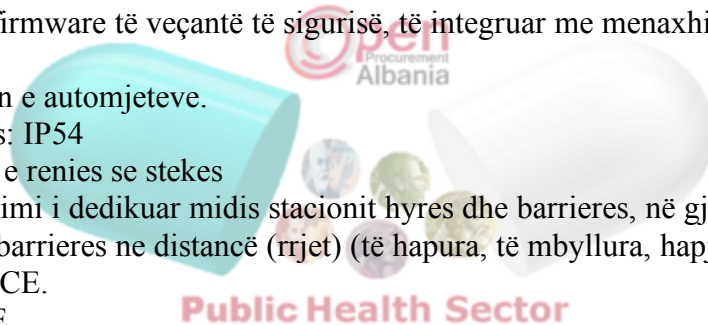 firmware të veçantë të sigurisë, të integruar me menaxhi
Open
Procurement
Albania
n e automjeteve.
s: IP54
e renies se stekes
imi i dedikuar midis stacionit hyres dhe barrieres, në gj
barrieres ne distancë (rrjet) (të hapura, të mbyllura, hapj
CE.
Public Health Sector